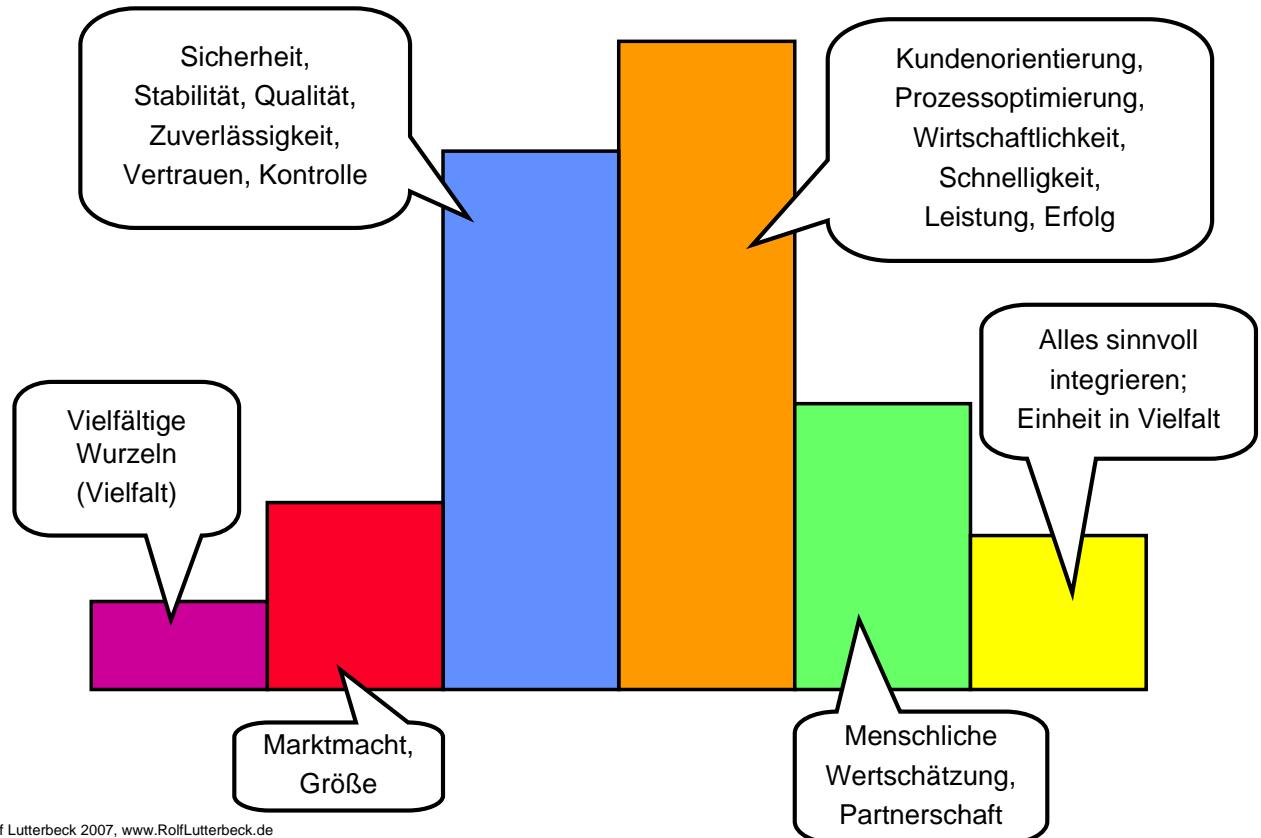 Sicherheit,
Stabilität, Qualität,
Zuverlässigkeit,
Vertrauen, Kontrolle
Kundenorientierung,
Prozessoptimierung,
Wirtschaftlichkeit,
Schnelligkeit,
Leistung, Erfolg
Alles sinnvoll
integrieren;
Einheit in Vielfalt
Vielfältige
Wurzeln
(Vielfalt)
Marktmacht,
Größe
Menschliche
Wertschätzung,
Partnerschaft
f Lutterbeck 2007, www.RolfLutterbeck.de